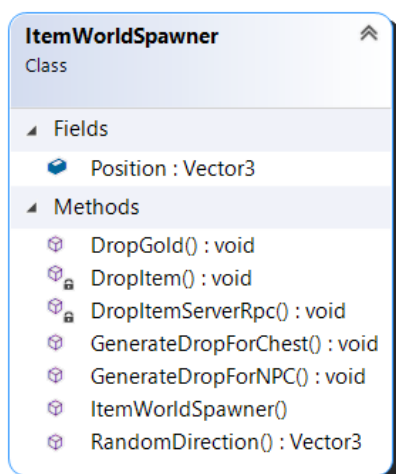 ItemWorldSpawner
Class
Fields
Position : Vector3
Methods
DropGold() : void
DropItem() : void
DropItemServerRpc() : void
GenerateDropForChest() : void
GenerateDropForNPC() : void
ItemWorldSpawner()
RandomDirection() : Vector3